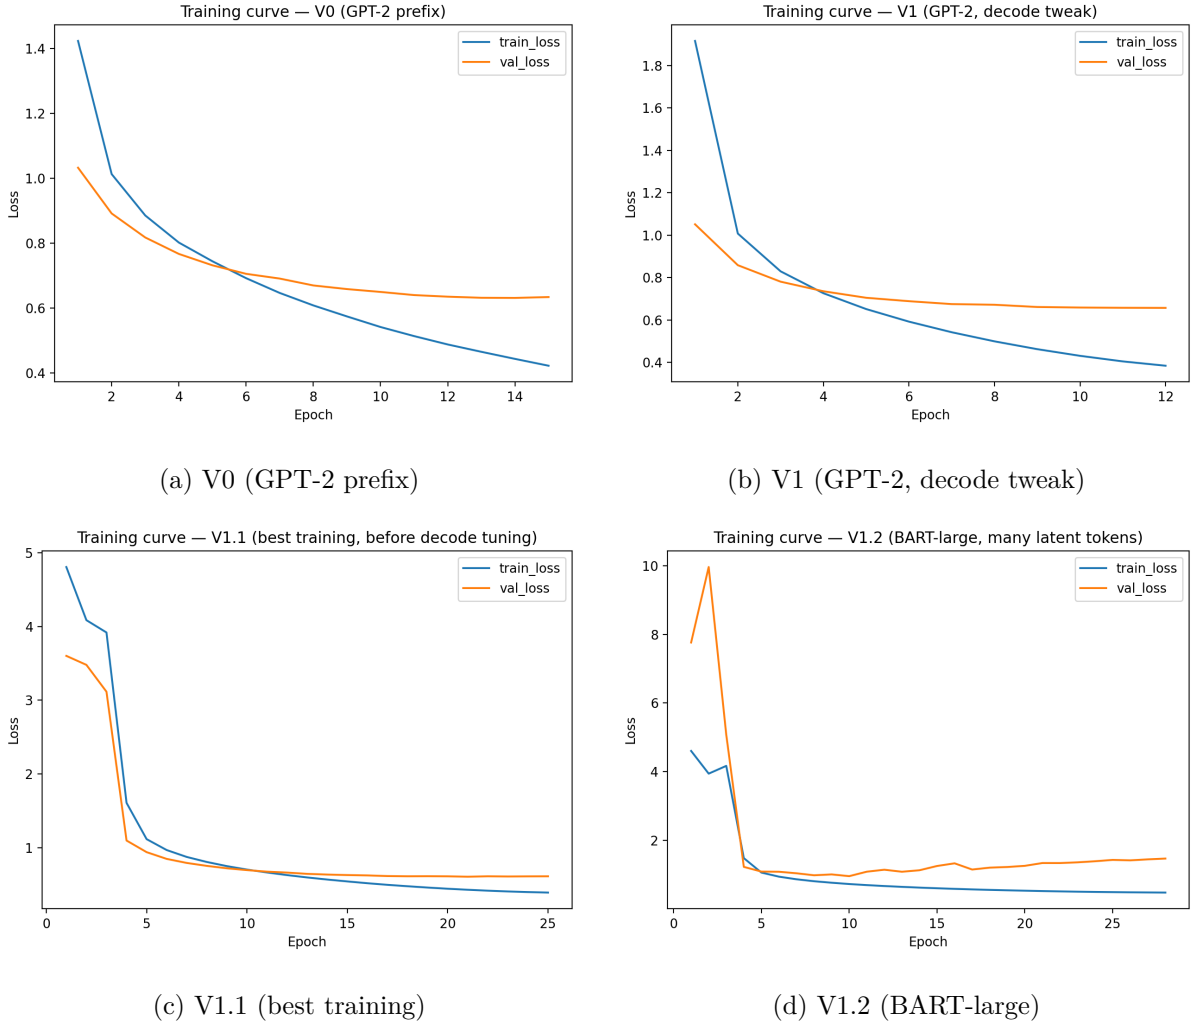 Training curve — V0 (GPT-2 prefix)
train_loss
val_loss
1.4
1.2
1.0
0.8
0.6
0.4
Loss
2 4 6 8 10 12 14
Epoch
(a) V0 (GPT-2 prefix)
Training curve — V1 (GPT-2, decode tweak)
train_loss
val_loss
1.8
1.6
1.4
1.2
1.0
0.8
0.6
0.4
Loss
2 4 6 8 10 12
Epoch
(b) V1 (GPT-2, decode tweak)
Training curve — V1.1 (best training, before decode tuning)
train_loss
val_loss
5
4
3
2
1
Loss
0 5 10 15 20 25
Epoch
(c) V1.1 (best training)
Training curve — V1.2 (BART-large, many latent tokens)
train_loss
val_loss
10
8
6
4
2
Loss
0 5 10 15 20 25
Epoch
(d) V1.2 (BART-large)